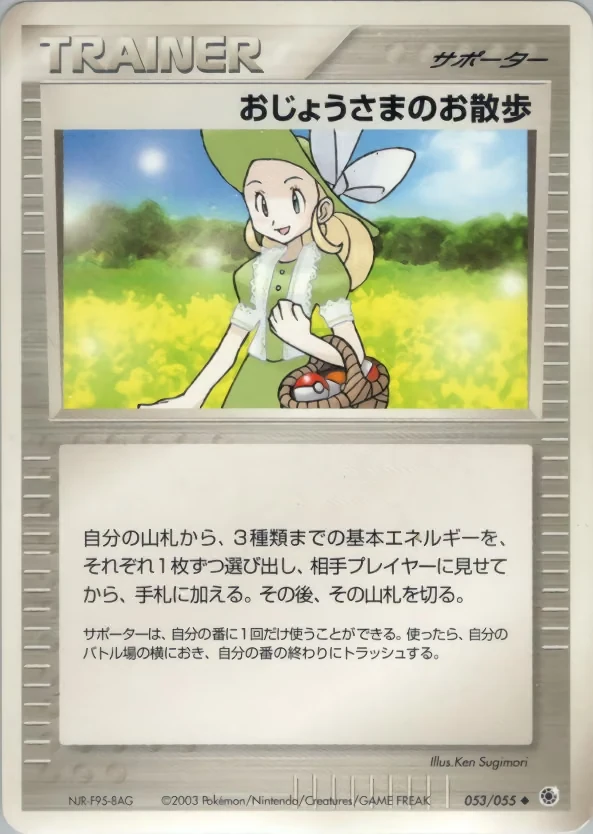 TRAINER
サポーター
おじょうさまのお散歩
自分の山札から、3種類までの基本エネルギーを、
それぞれ1枚ずつ選び出し、相手プレイヤーに見せて
から、手札に加える。その後、その山札を切る。
サポーターは、自分の番に1回だけ使うことができる。使ったら、自分の
バトル場の横におき、自分の番の終わりにトラッシュする。
Illus.Ken Sugimori
NJR-F95-8AG ©2003 Pokémon/Nintendo/Creatures/GAME FREAK 053/055 ◆